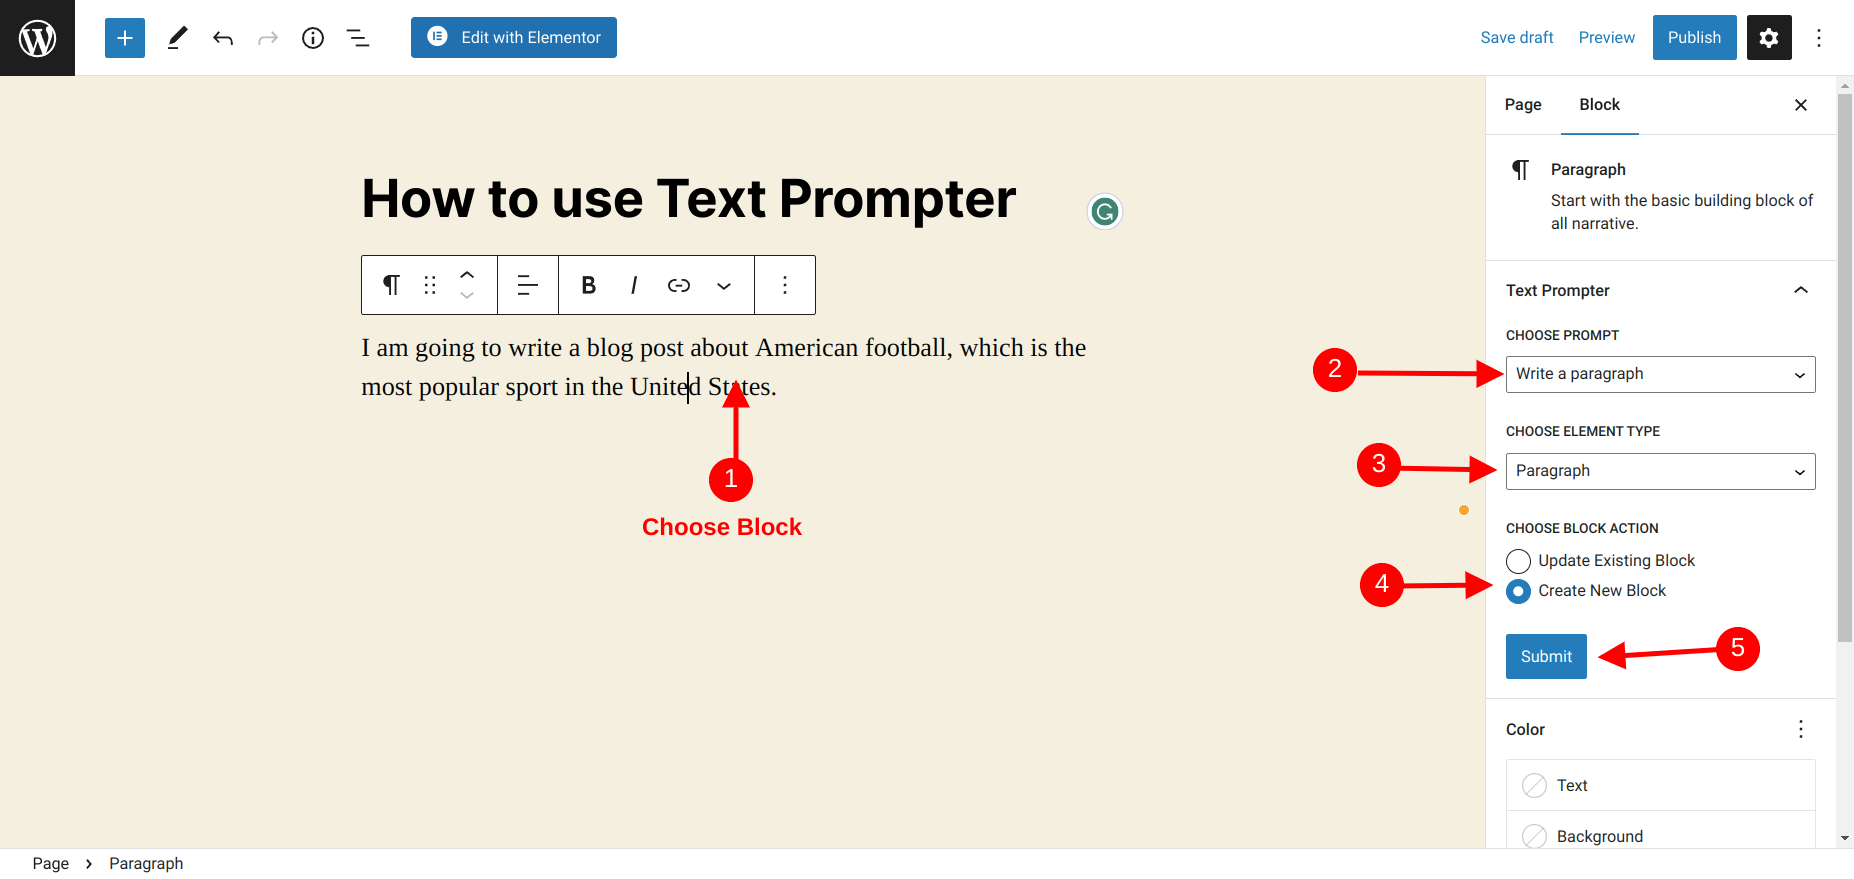 Edit with Elementor
Save draft Preview Publish
Page Block
Paragraph
Start with the basic building block of
all narrative.
How to use Text Prompter
B I
I am going to write a blog post about American football, which is the
most popular sport in the United States.
1
Choose Block
Text Prompter
CHOOSE PROMPT
2
Write a paragraph
CHOOSE ELEMENT TYPE
3
Paragraph
CHOOSE BLOCK ACTION
Update Existing Block
4
Create New Block
Submit
5
Color
Text
Background
Page Paragraph